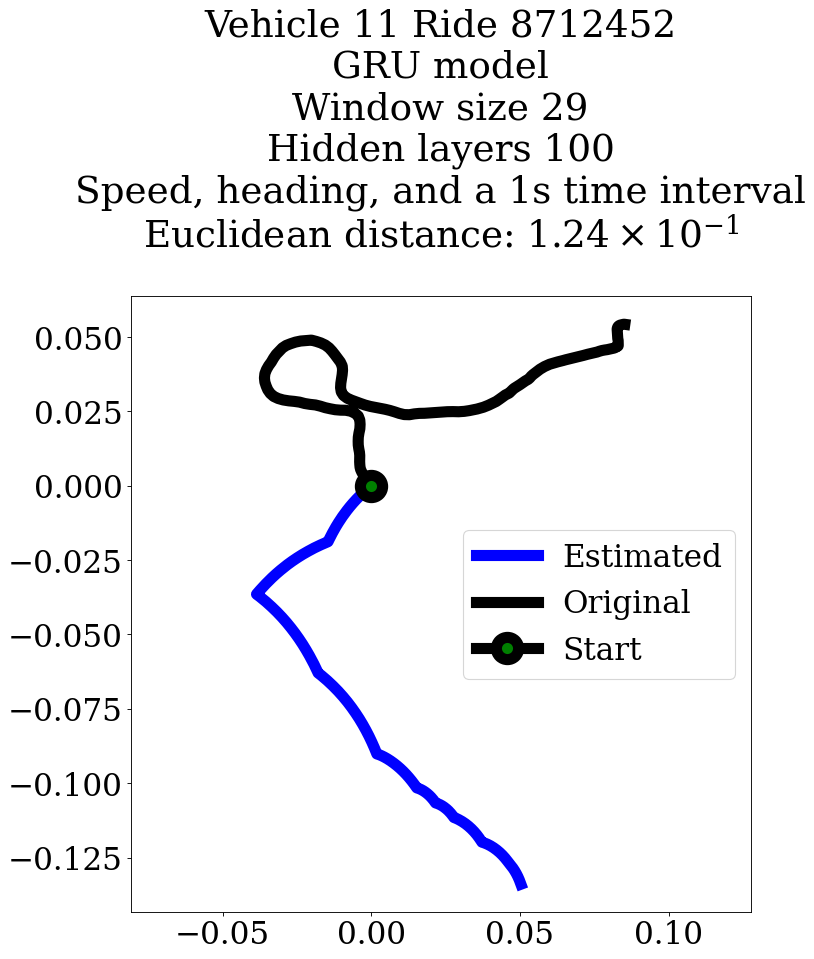 Vehicle 11 Ride 8712452
GRU model
Window size 29
Hidden layers 100
Speed, heading, and a 1s time interval
Euclidean distance: 1.24 × 10⁻¹
0.050
0.025
0.000
−0.025
−0.050
−0.075
−0.100
−0.125
Estimated
Original
Start
−0.05 0.00 0.05 0.10